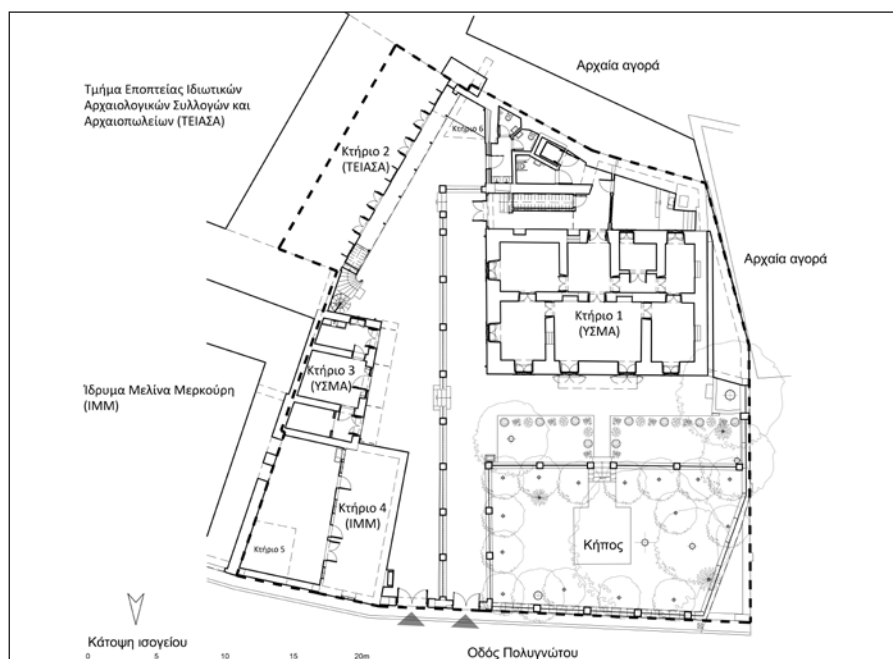 Αρχαία αγορά
Τμήμα Εποπτείας Ιδιωτικών
Αρχαιολογικών Συλλογών και
Αρχαιοπωλείων (ΤΕΙΑΣΑ)
Κτήριο 6
Κτήριο 2
(ΤΕΙΑΣΑ)
Αρχαία αγορά
Κτήριο 1
(ΥΣΜΑ)
Κτήριο 3
(ΥΣΜΑ)
Ίδρυμα Μελίνα Μερκούρη
(ΙΜΜ)
Κτήριο 4
(ΙΜΜ)
Κήπος
Κτήριο 5
Κάτοψη ισογείου
0 5 10 15 20m
Οδός Πολυγνώτου